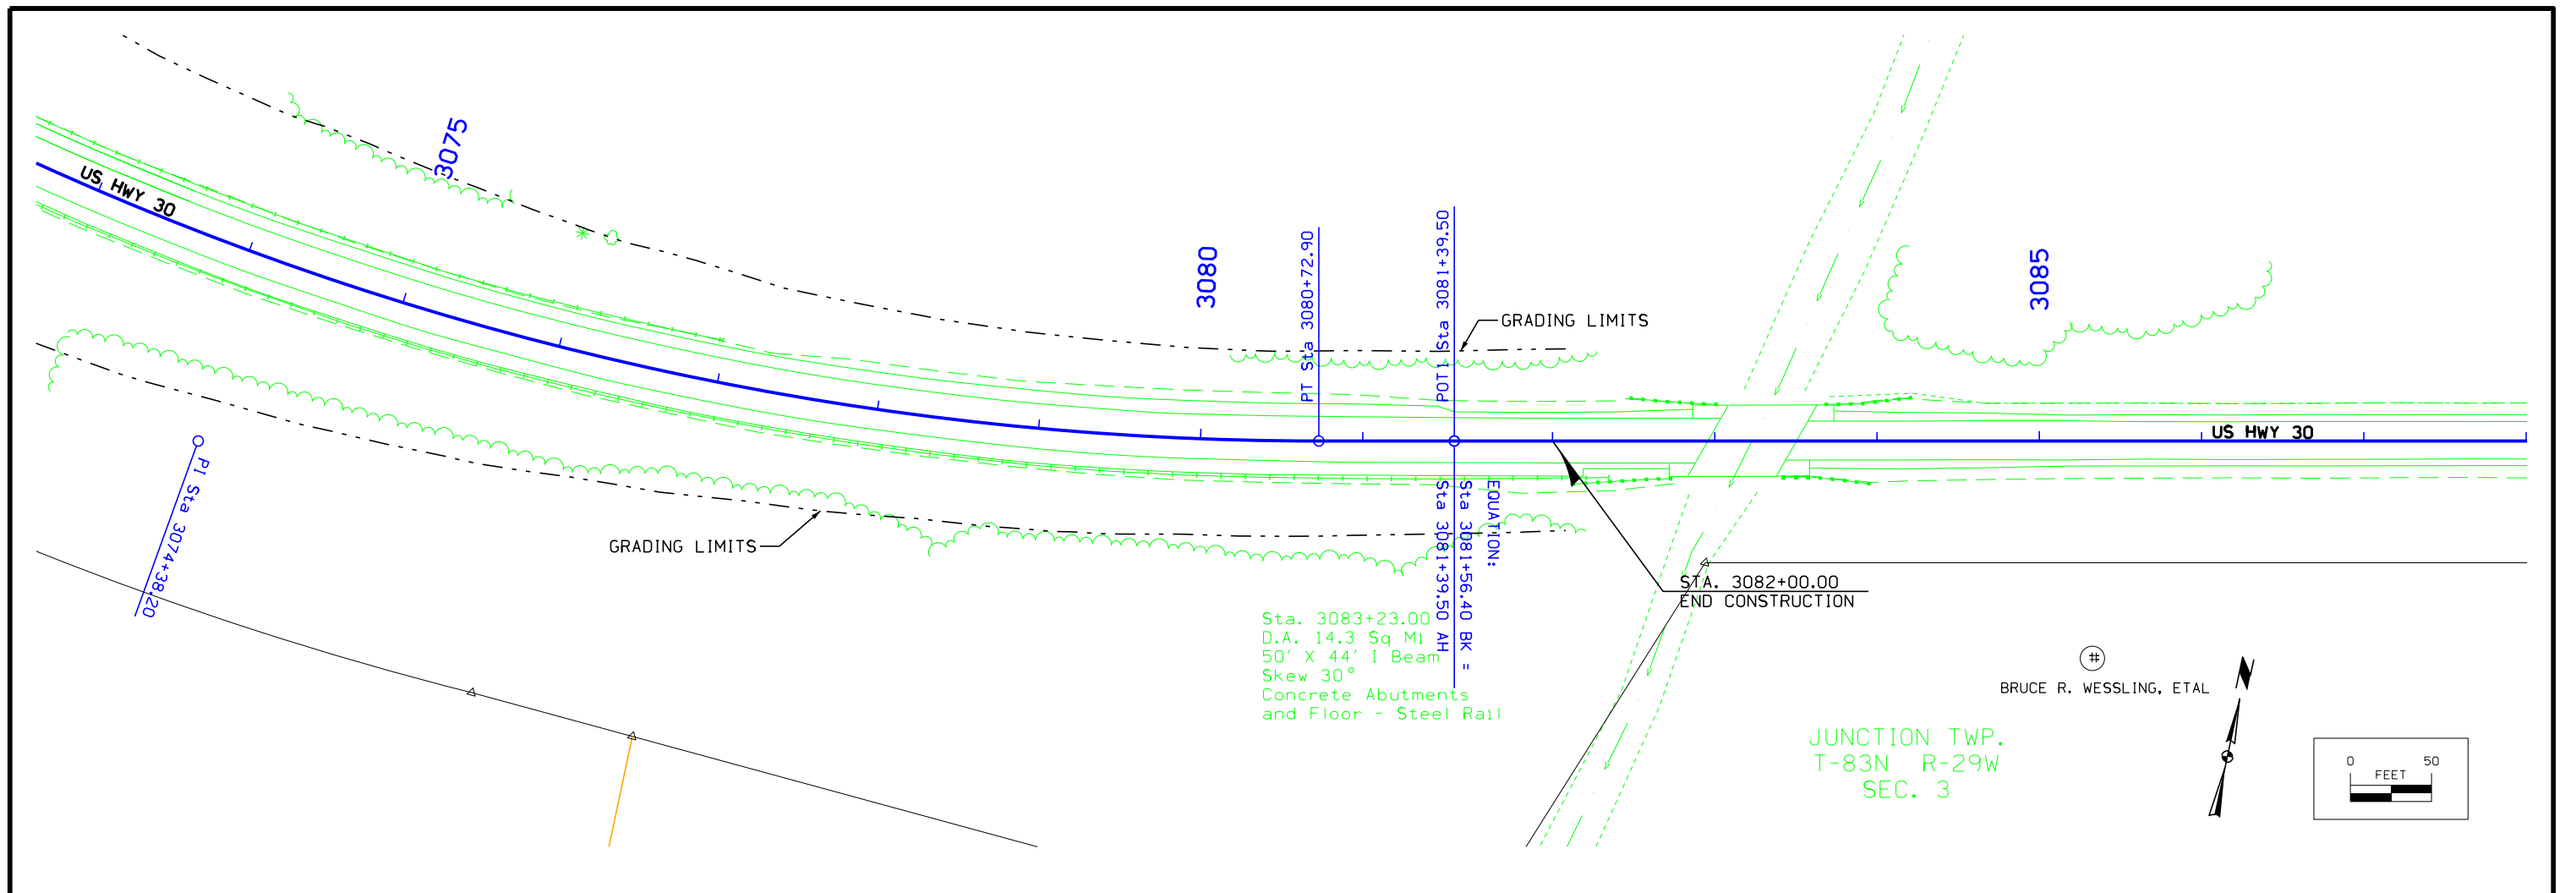 US HWY 30
3075
3080
PT Sta 3080+72.90
POT1 Sta 3081+39.50
GRADING LIMITS
3085
US HWY 30
PI Sta 3074+38.20
GRADING LIMITS
EQUATION:
Sta 3081+56.40 BK =
Sta 3081+39.50 AH
STA. 3082+00.00
END CONSTRUCTION
Sta. 3083+23.00
D.A. 14.3 Sq Mi
50' X 44' I Beam
Skew 30°
Concrete Abutments
and Floor - Steel Rail
#
BRUCE R. WESSLING, ETAL
N
JUNCTION TWP.
T-83N R-29W
SEC. 3
0 50
FEET